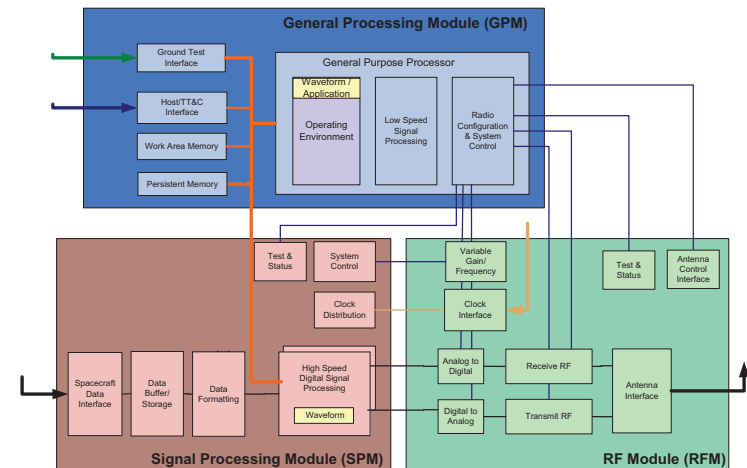 General Processing Module (GPM)
Ground Test
Interface
Host/TT&C
Interface
Work Area Memory
Persistent Memory
General Purpose Processor
Waveform /
Application
Operating
Environment
Low Speed
Signal
Processing
Radio
Configuration
& System
Control
Test &
Status
System
Control
Clock
Distribution
Spacecraft
Data
Interface
Data
Buffer/
Storage
Data
Formatting
High Speed
Digital Signal
Processing
Waveform
Signal Processing Module (SPM)
Variable
Gain/
Frequency
Clock
Interface
Test &
Status
Antenna
Control
Interface
Analog to
Digital
Receive RF
Digital to
Analog
Transmit RF
Antenna
Interface
RF Module (RFM)